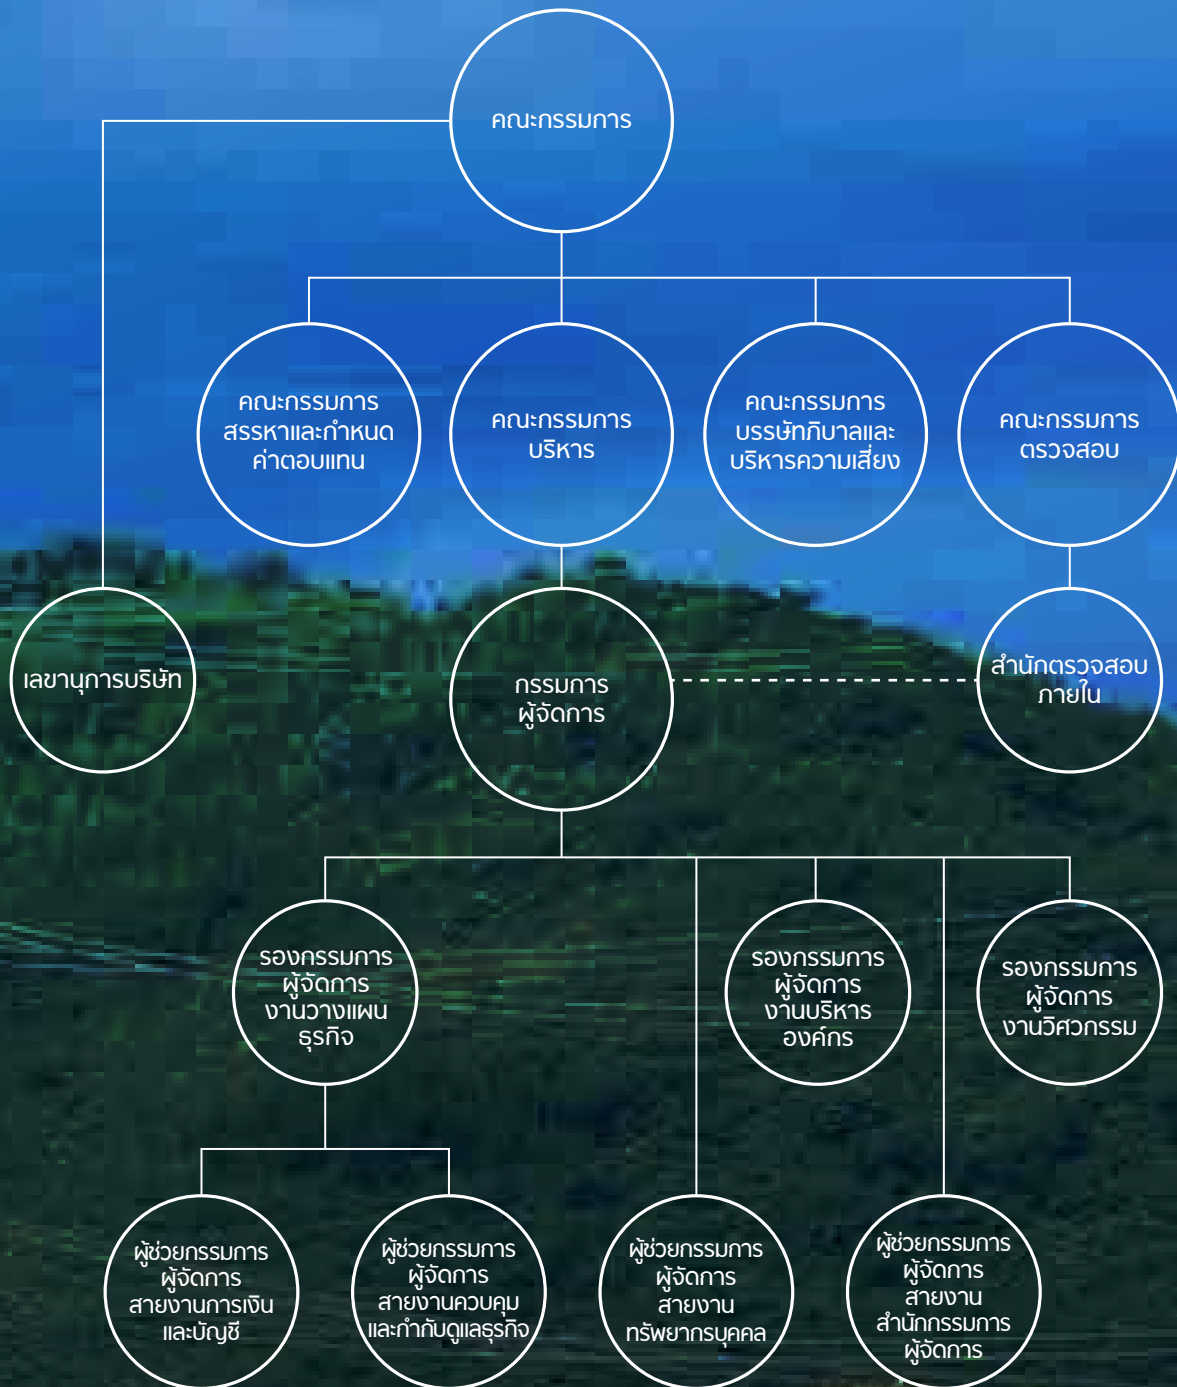 คณะกรรมการ
คณะกรรมการ
สรรหาและกำหนด
ค่าตอบแทน
คณะกรรมการ
บริหาร
คณะกรรมการ
บรรษัทภิบาลและ
บริหารความเสี่ยง
คณะกรรมการ
ตรวจสอบ
เลขานุการบริษัท
กรรมการ
ผู้จัดการ
สำนักตรวจสอบ
ภายใน
รองกรรมการ
ผู้จัดการ
งานวางแผน
ธุรกิจ
รองกรรมการ
ผู้จัดการ
งานบริหาร
องค์กร
รองกรรมการ
ผู้จัดการ
งานวิศวกรรม
ผู้ช่วยกรรมการ
ผู้จัดการ
สายงานการเงิน
และบัญชี
ผู้ช่วยกรรมการ
ผู้จัดการ
สายงานควบคุม
และกำกับดูแลธุรกิจ
ผู้ช่วยกรรมการ
ผู้จัดการ
สายงาน
ทรัพยากรบุคคล
ผู้ช่วยกรรมการ
ผู้จัดการ
สายงาน
สำนักกรรมการ
ผู้จัดการ